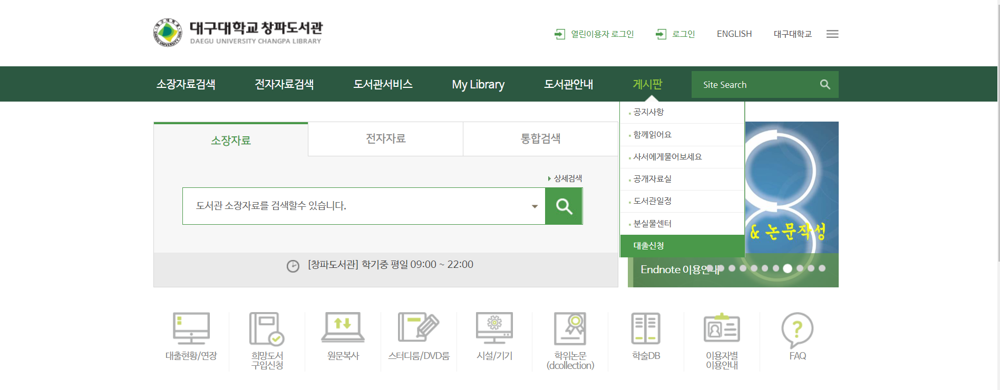 대구대학교 창파도서관
DAEGU UNIVERSITY CHANGPA LIBRARY
열린이용자 로그인
로그인
ENGLISH
대구대학교
소장자료검색
전자자료검색
도서관서비스
My Library
도서관안내
게시판
Site Search
공지사항
함께읽어요
사서에게물어보세요
공개자료실
도서관일정
분실물센터
대출신청
소장자료
전자자료
통합검색
상세검색
도서관 소장자료를 검색할수 있습니다.
[창파도서관] 학기중 평일 09:00 ~ 22:00
& 논문작성
Endnote 이용안내
대출현황/연장
희망도서
구입신청
원문복사
스터디룸/DVD룸
시설/기기
학위논문
(dcollection)
학술DB
이용자별
이용안내
FAQ